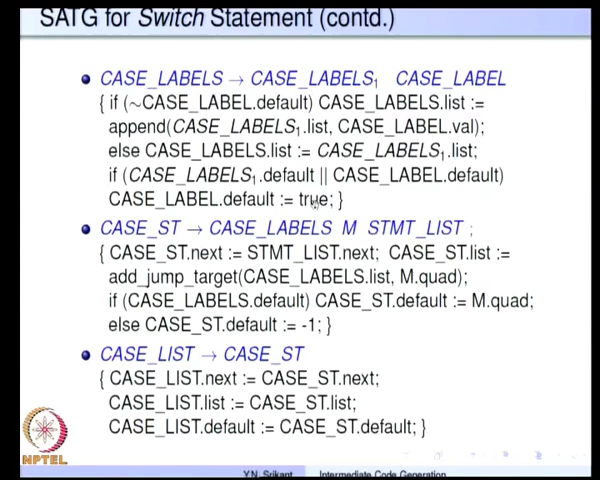 SATG for Switch Statement (contd.)
CASE_LABELS → CASE_LABELS₁ CASE_LABEL
{ if (~CASE_LABEL.default) CASE_LABELS.list :=
append(CASE_LABELS₁.list, CASE_LABEL.val);
else CASE_LABELS.list := CASE_LABELS₁.list;
if (CASE_LABELS₁.default || CASE_LABEL.default)
CASE_LABEL.default := true; }
CASE_ST → CASE_LABELS M STMT_LIST ;
{ CASE_ST.next := STMT_LIST.next; CASE_ST.list :=
add_jump_target(CASE_LABELS.list, M.quad);
if (CASE_LABELS.default) CASE_ST.default := M.quad;
else CASE_ST.default := -1; }
CASE_LIST → CASE_ST
{ CASE_LIST.next := CASE_ST.next;
CASE_LIST.list := CASE_ST.list;
CASE_LIST.default := CASE_ST.default; }
NPTEL
Y.N. Srikant Intermediate Code Generation